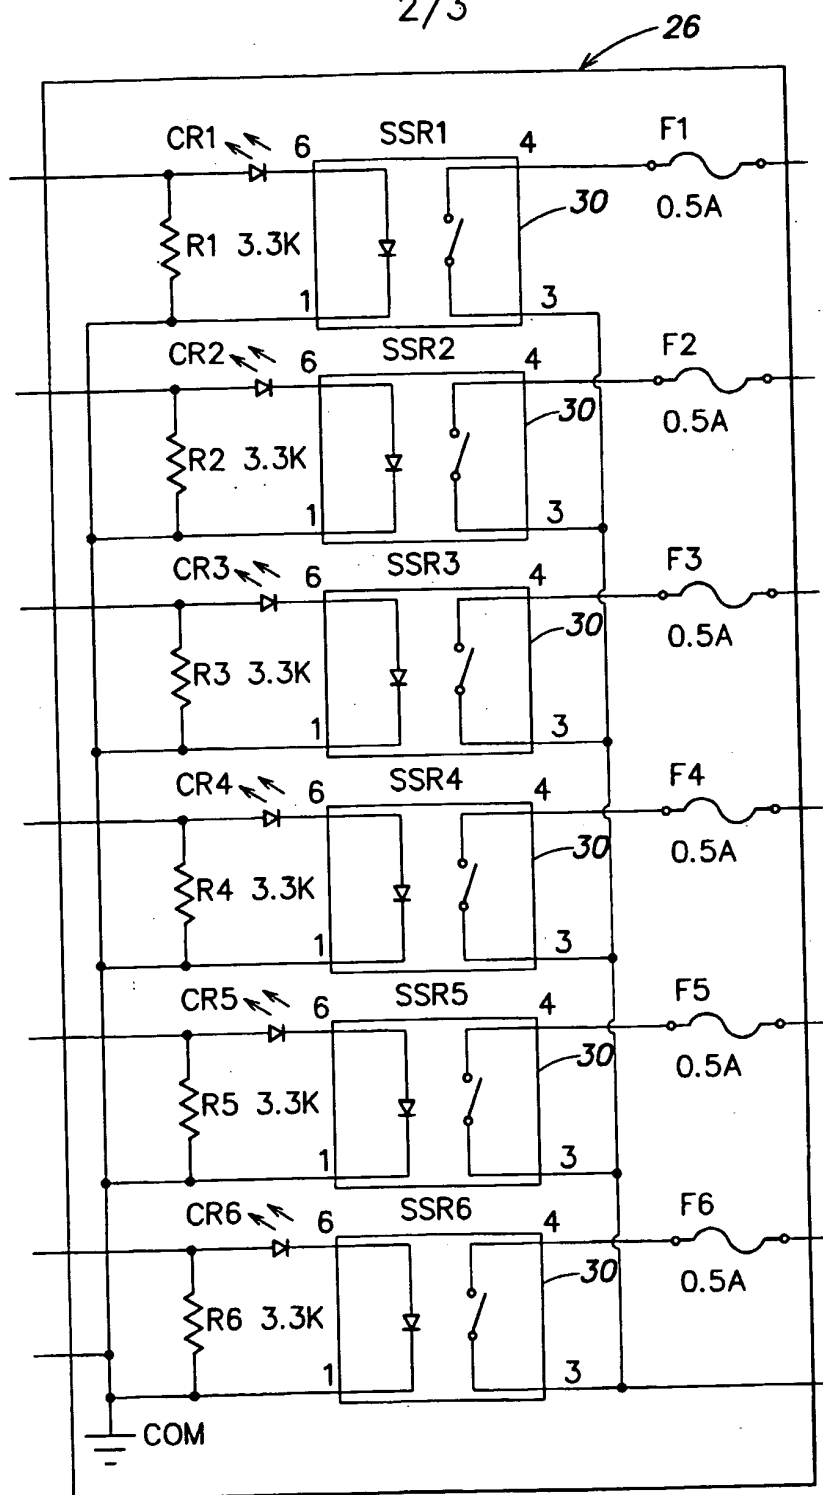 2/3
26
CR1 6 SSR1 4 F1
30 0.5A
R1 3.3K
1 3
CR2 6 SSR2 4 F2
30 0.5A
R2 3.3K
1 3
CR3 6 SSR3 4 F3
30 0.5A
R3 3.3K
1 3
CR4 6 SSR4 4 F4
30 0.5A
R4 3.3K
1 3
CR5 6 SSR5 4 F5
30 0.5A
R5 3.3K
1 3
CR6 6 SSR6 4 F6
30 0.5A
R6 3.3K
1 3
COM